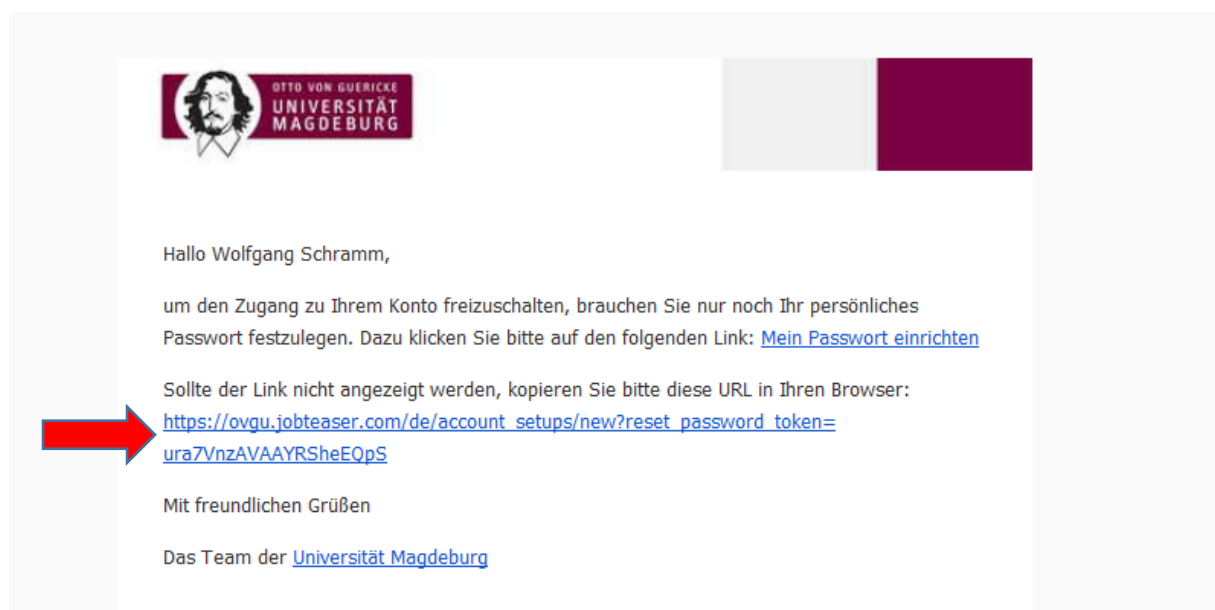 OTTO VON GUERICKE
UNIVERSITÄT
MAGDEBURG
Hallo Wolfgang Schramm,
um den Zugang zu Ihrem Konto freizuschalten, brauchen Sie nur noch Ihr persönliches
Passwort festzulegen. Dazu klicken Sie bitte auf den folgenden Link: Mein Passwort einrichten
Sollte der Link nicht angezeigt werden, kopieren Sie bitte diese URL in Ihren Browser:
https://ovgu.jobteaser.com/de/account_setups/new?reset_password_token=
ura7VnzAVAAYRSheEQpS
Mit freundlichen Grüßen
Das Team der Universität Magdeburg